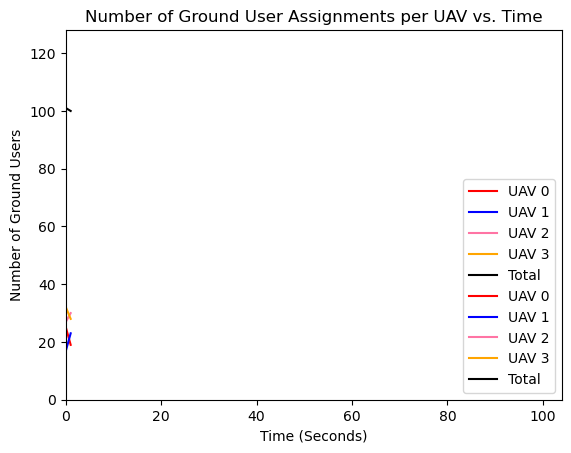 Number of Ground User Assignments per UAV vs. Time
120
100
80
60
40
20
0
Number of Ground Users
UAV 0
UAV 1
UAV 2
UAV 3
Total
UAV 0
UAV 1
UAV 2
UAV 3
Total
0 20 40 60 80 100
Time (Seconds)